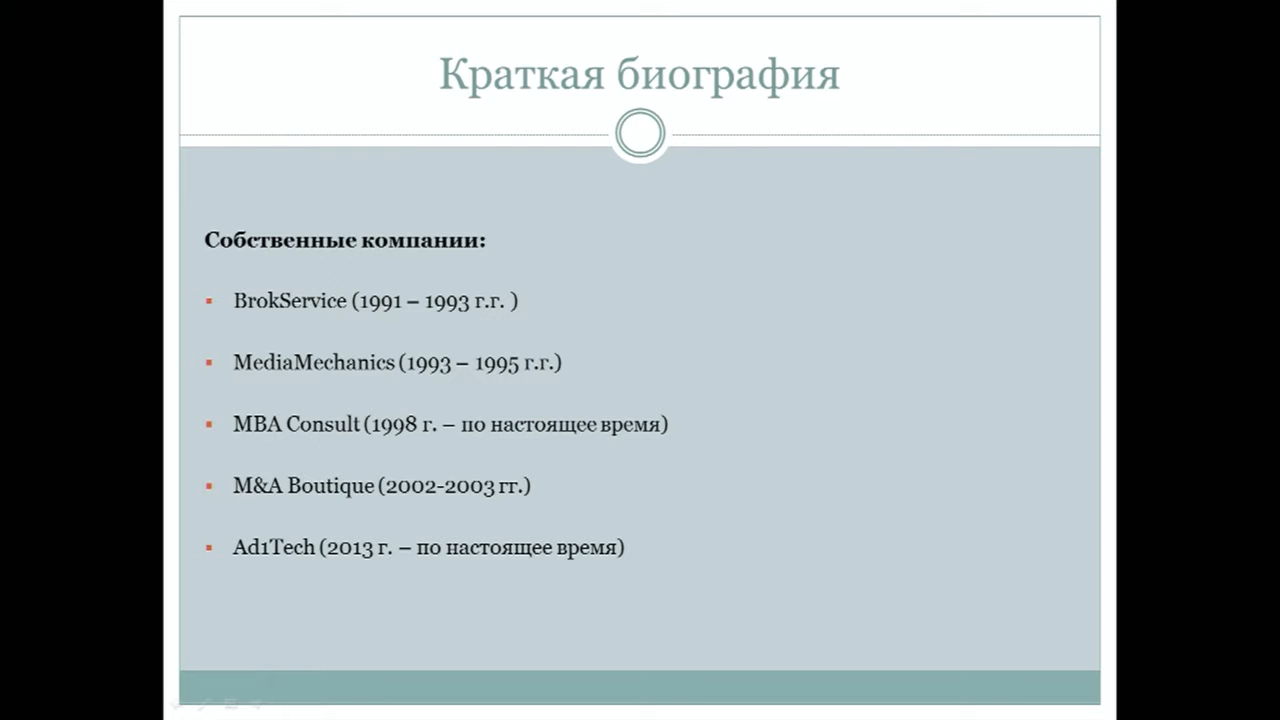 Краткая биография
Собственные компании:
BrokService (1991 – 1993 г.г. )
MediaMechanics (1993 – 1995 г.г.)
MBA Consult (1998 г. – по настоящее время)
M&A Boutique (2002-2003 гг.)
Ad1Tech (2013 г. – по настоящее время)